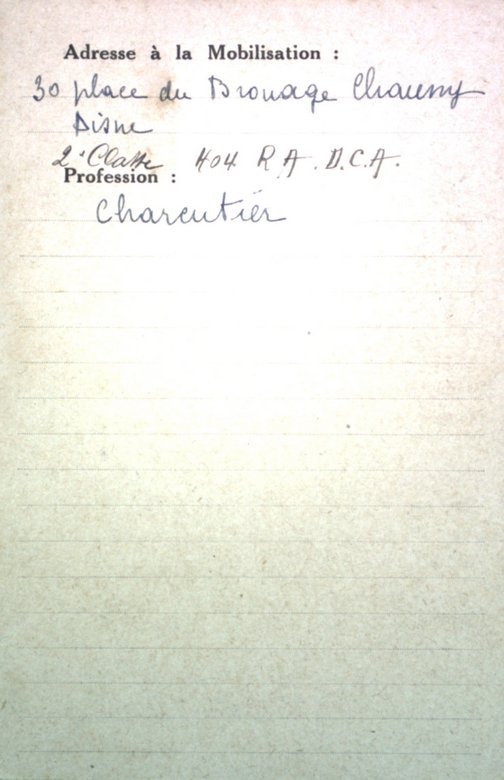 Adresse à la Mobilisation :
30 place du Brouage Chauny
Aisne
2e Classe 404 R A. D.C.A.
Profession :
Charcutier